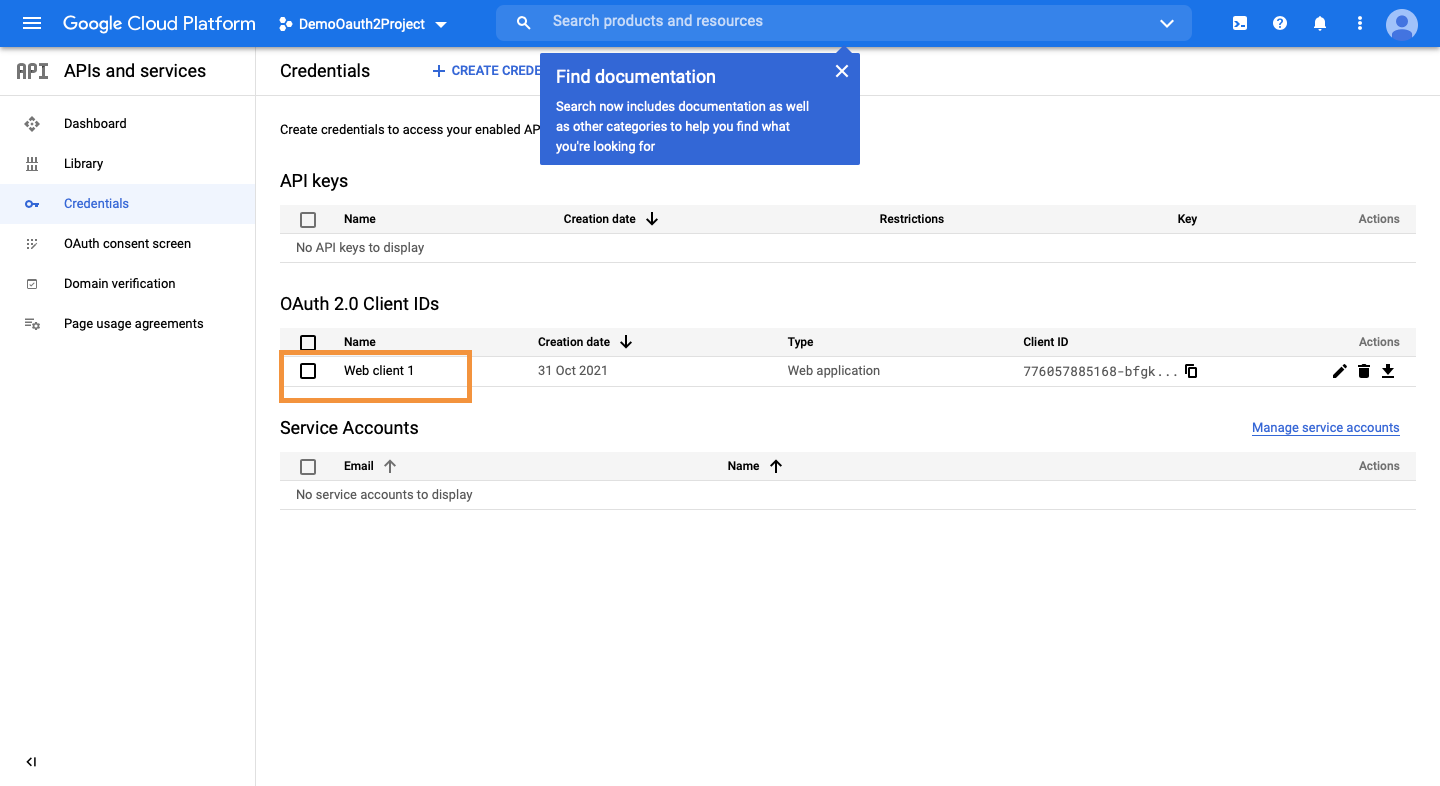 Google Cloud Platform
DemoOauth2Project
Search products and resources
API APIs and services
Credentials
+ CREATE CREDE
Find documentation
Search now includes documentation as well
as other categories to help you find what
you're looking for
Dashboard
Library
Credentials
OAuth consent screen
Domain verification
Page usage agreements
Create credentials to access your enabled AP
API keys
Name Creation date Restrictions Key Actions
No API keys to display
OAuth 2.0 Client IDs
Name Creation date Type Client ID Actions
Web client 1 31 Oct 2021 Web application 776057885168-bfgk...
Service Accounts
Manage service accounts
Email Name Actions
No service accounts to display